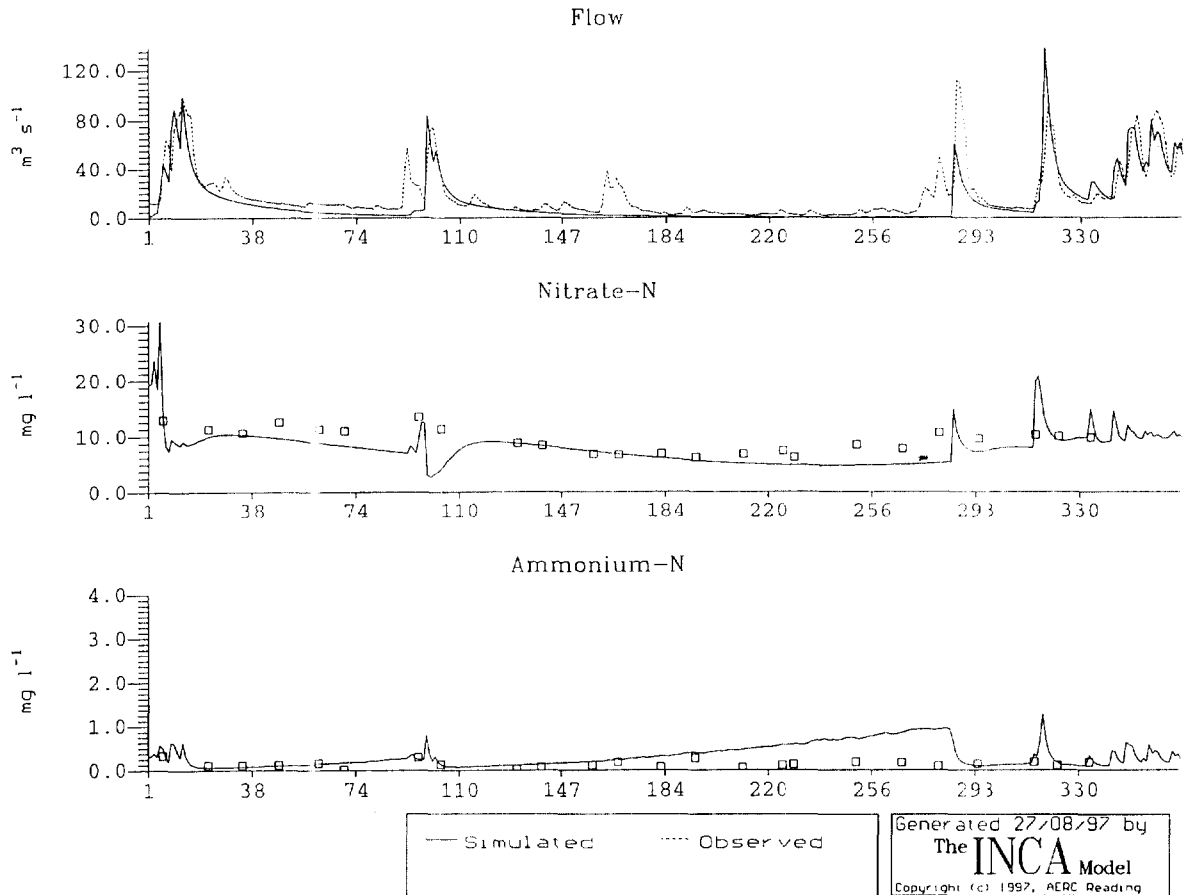 Flow
120.0
80.0
40.0
0.0
m³ s⁻¹
1 38 74 110 147 184 220 256 293 330
Nitrate-N
30.0
20.0
10.0
0.0
mg l⁻¹
1 38 74 110 147 184 220 256 293 330
Ammonium-N
4.0
3.0
2.0
1.0
0.0
mg l⁻¹
1 38 74 110 147 184 220 256 293 330
Simulated Observed
Generated 27/08/97 by
The INCA Model
Copyright (c) 1997, AERC Reading